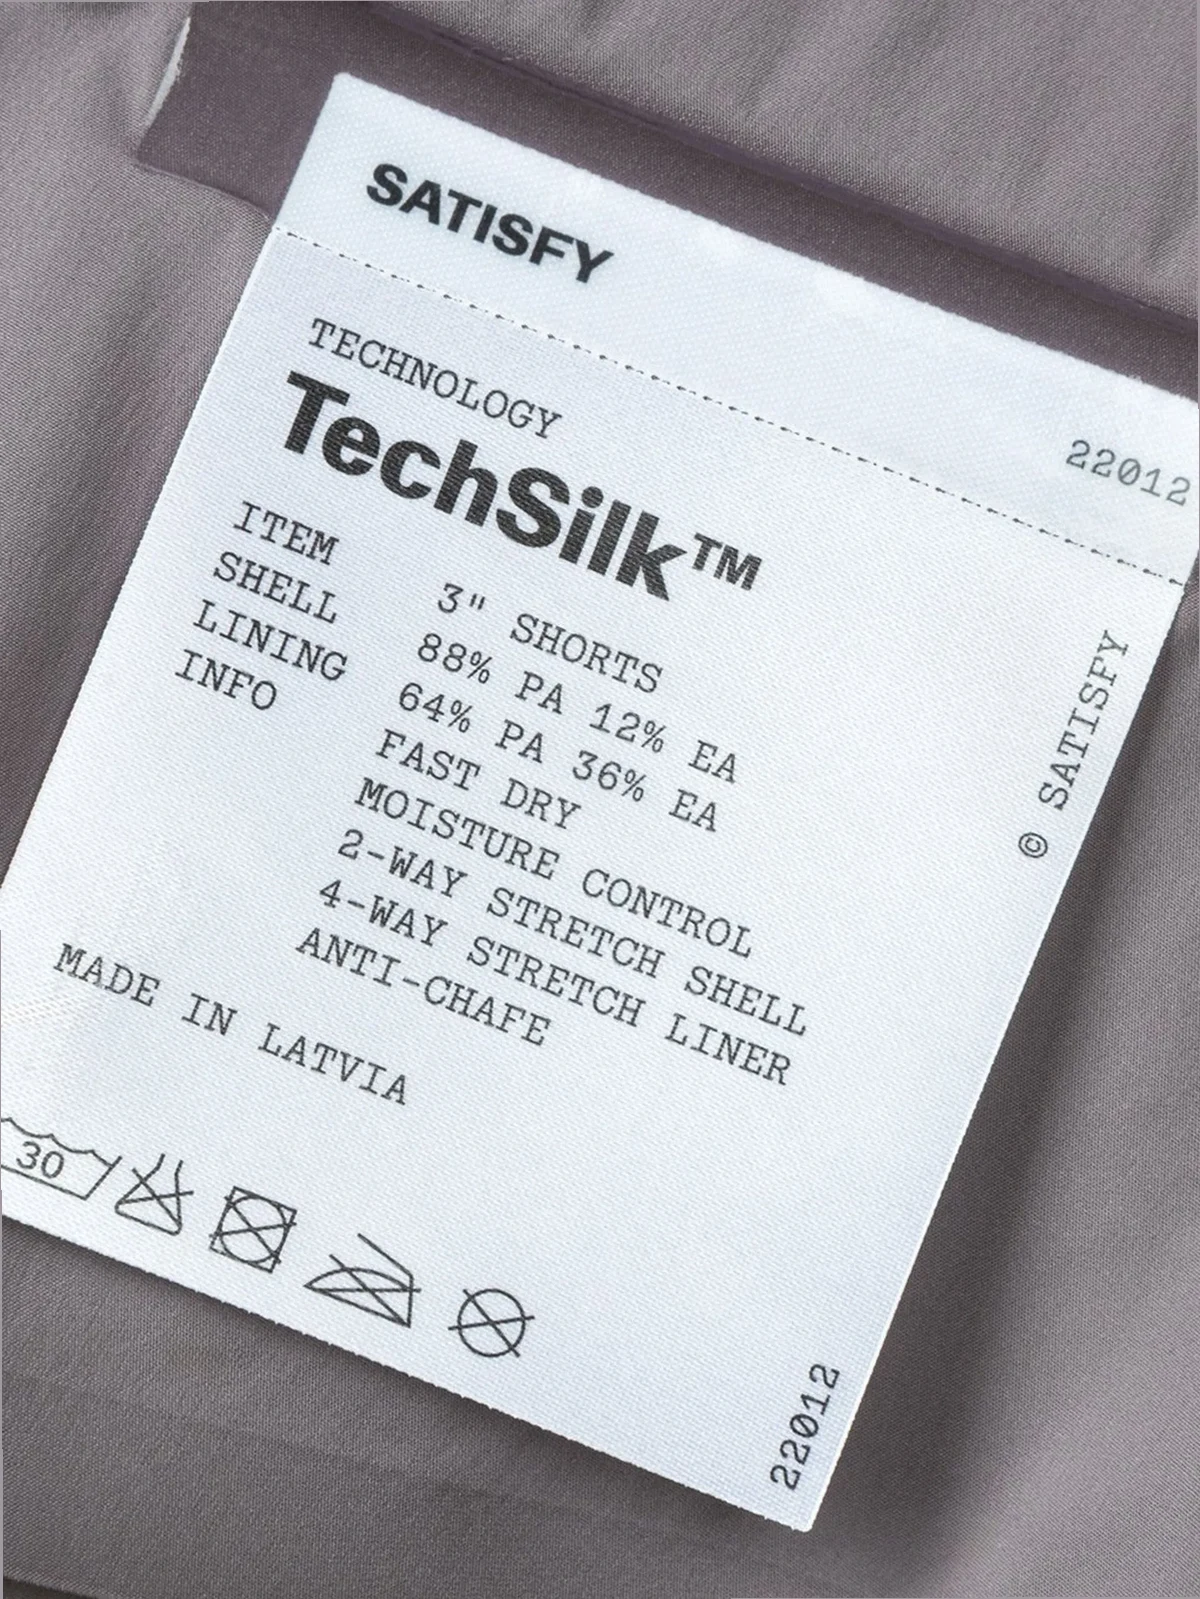 SATISFY
22012
TECHNOLOGY
TechSilk™
ITEM 3" SHORTS
SHELL 88% PA 12% EA
LINING 64% PA 36% EA
INFO FAST DRY
MOISTURE CONTROL
2-WAY STRETCH SHELL
4-WAY STRETCH LINER
ANTI-CHAFE
© SATISFY
MADE IN LATVIA
30
22012